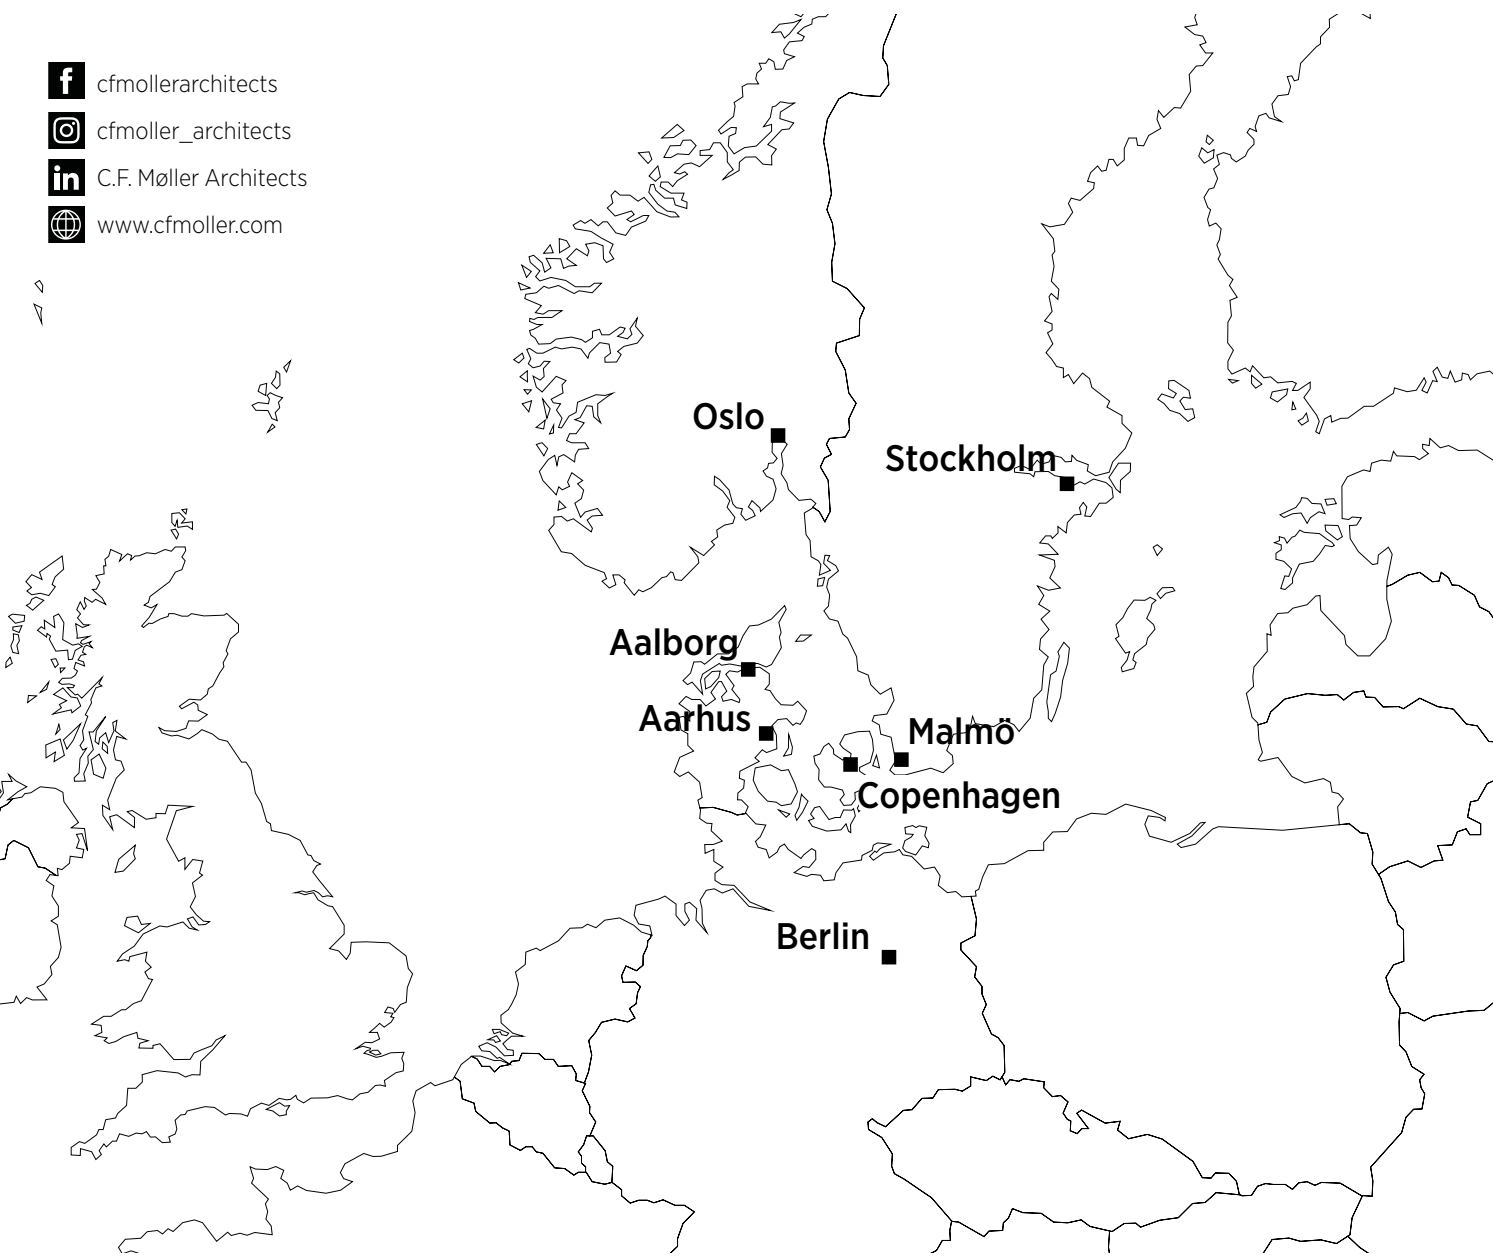 cfmollerarchitects
cfmoller_architects
C.F. Møller Architects
www.cfmoller.com
Oslo
Stockholm
Aalborg
Aarhus
Malmö
Copenhagen
Berlin